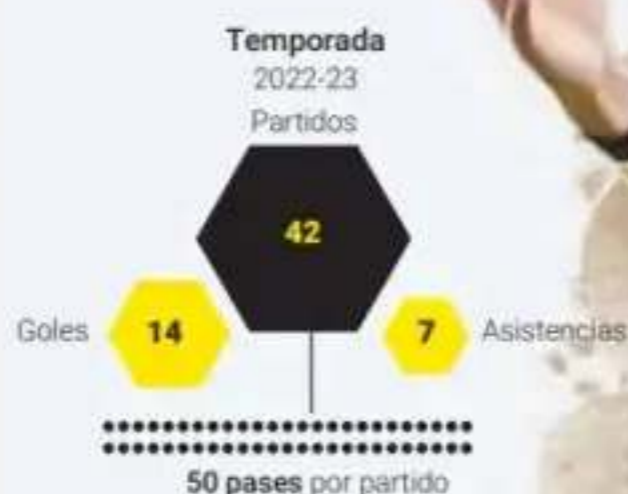 Temporada
2022-23
Partidos
42
Goles 14 7 Asistencias
50 pases por partido